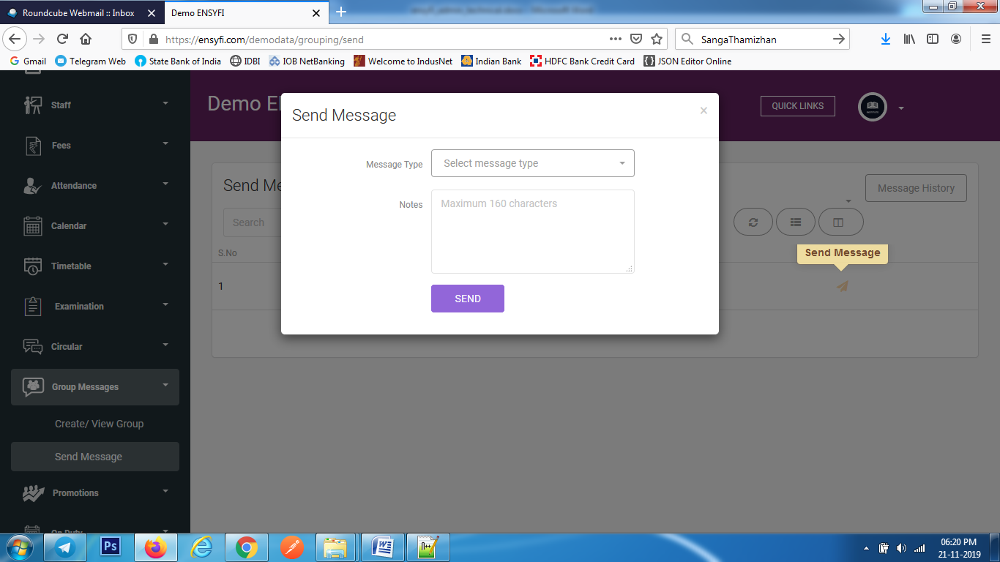 Roundcube Webmail :: Inbox
Demo ENSYFI
https://ensyfi.com/demodata/grouping/send
SangaThamizhan
Gmail
Telegram Web
State Bank of India
IDBI
IOB NetBanking
Welcome to IndusNet
Indian Bank
HDFC Bank Credit Card
JSON Editor Online
Staff
Fees
Attendance
Calendar
Timetable
Examination
Circular
Group Messages
Create/ View Group
Send Message
Promotions
On Duty
Demo E
QUICK LINKS
Send Me
Message History
Search
S.No
1
Send Message
Send Message
×
Message Type
Select message type
Notes
Maximum 160 characters
SEND
Ps
06:20 PM
21-11-2019